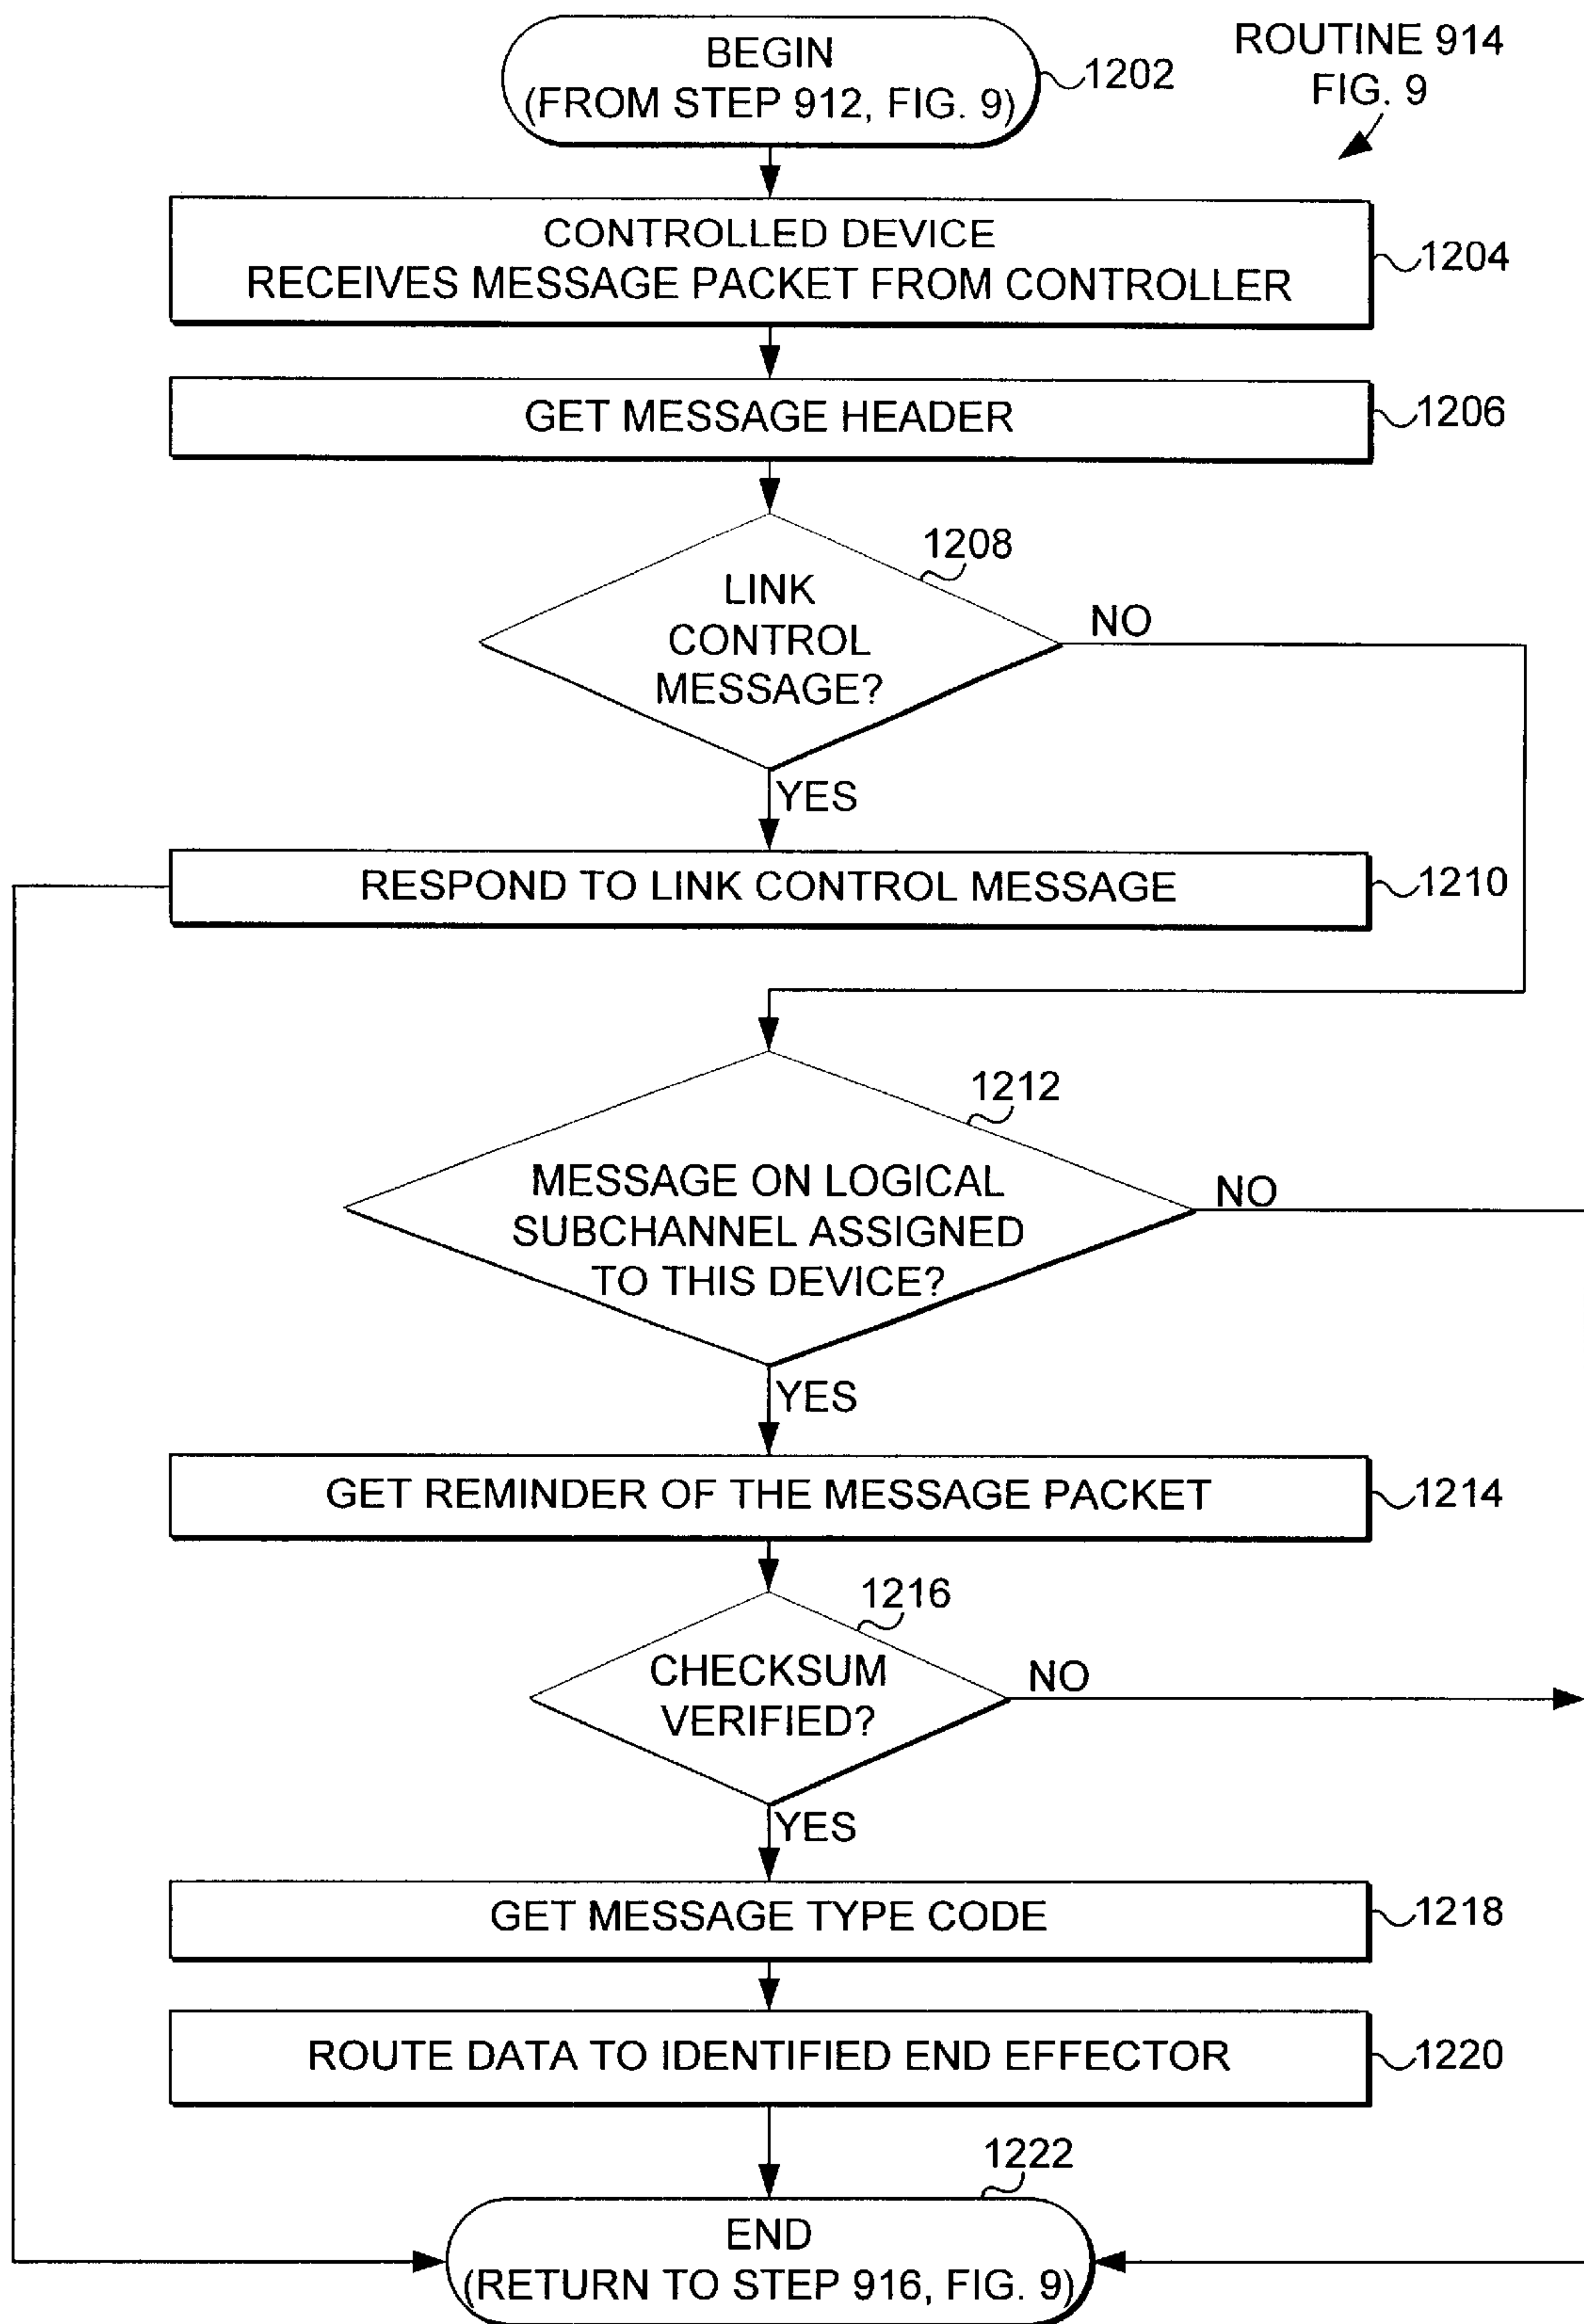 BEGIN
(FROM STEP 912, FIG. 9)
1202
ROUTINE 914
FIG. 9
CONTROLLED DEVICE
RECEIVES MESSAGE PACKET FROM CONTROLLER
1204
GET MESSAGE HEADER
1206
1208
LINK
CONTROL
MESSAGE?
NO
YES
RESPOND TO LINK CONTROL MESSAGE
1210
1212
MESSAGE ON LOGICAL
SUBCHANNEL ASSIGNED
TO THIS DEVICE?
NO
YES
GET REMINDER OF THE MESSAGE PACKET
1214
1216
CHECKSUM
VERIFIED?
NO
YES
GET MESSAGE TYPE CODE
1218
ROUTE DATA TO IDENTIFIED END EFFECTOR
1220
1222
END
(RETURN TO STEP 916, FIG. 9)